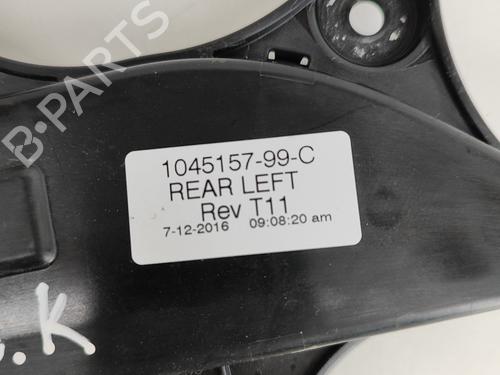 B-PARTS
1045157-99-C
REAR LEFT
Rev T11
7-12-2016 09:08:20 am